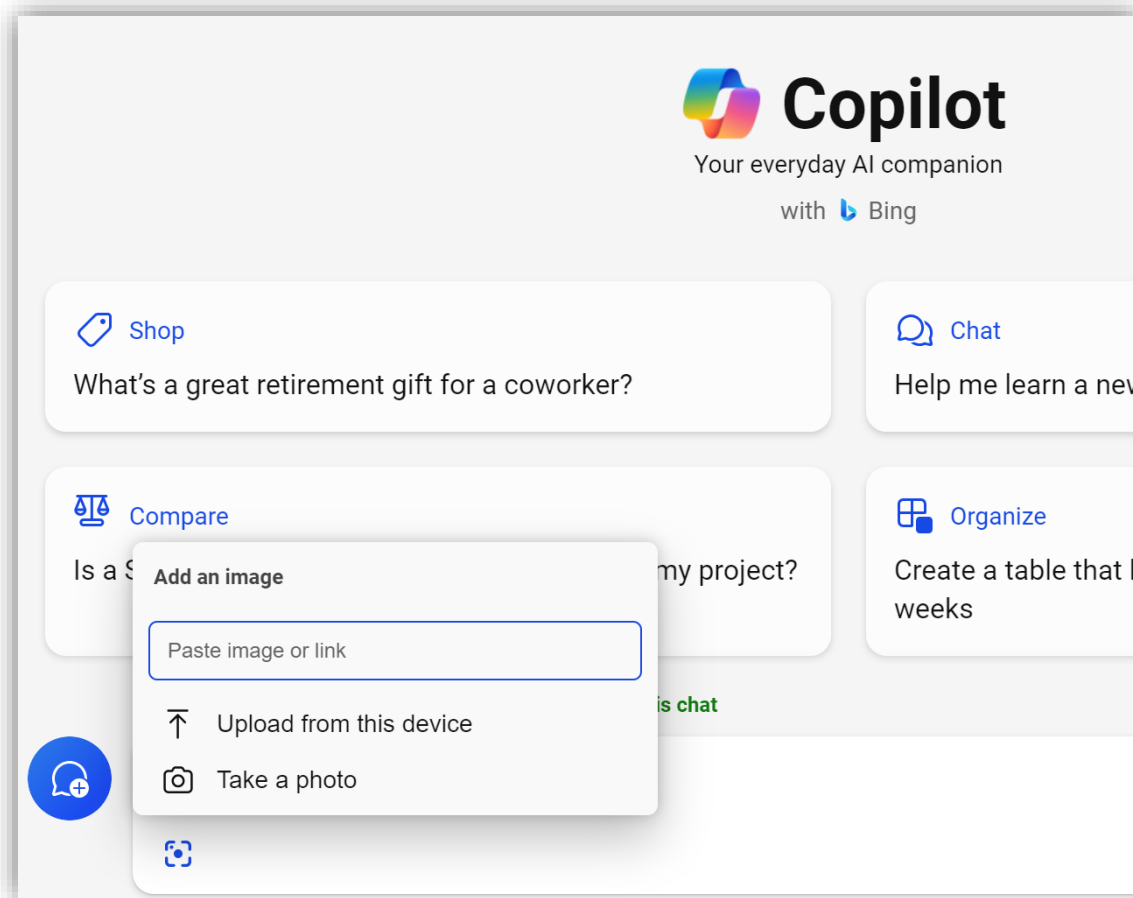 Copilot
Your everyday AI companion
with Bing
Shop
What's a great retirement gift for a coworker?
Chat
Help me learn a
Compare
Is a
my project?
Organize
Create a table that
weeks
Add an image
Paste image or link
Upload from this device
Take a photo
chat